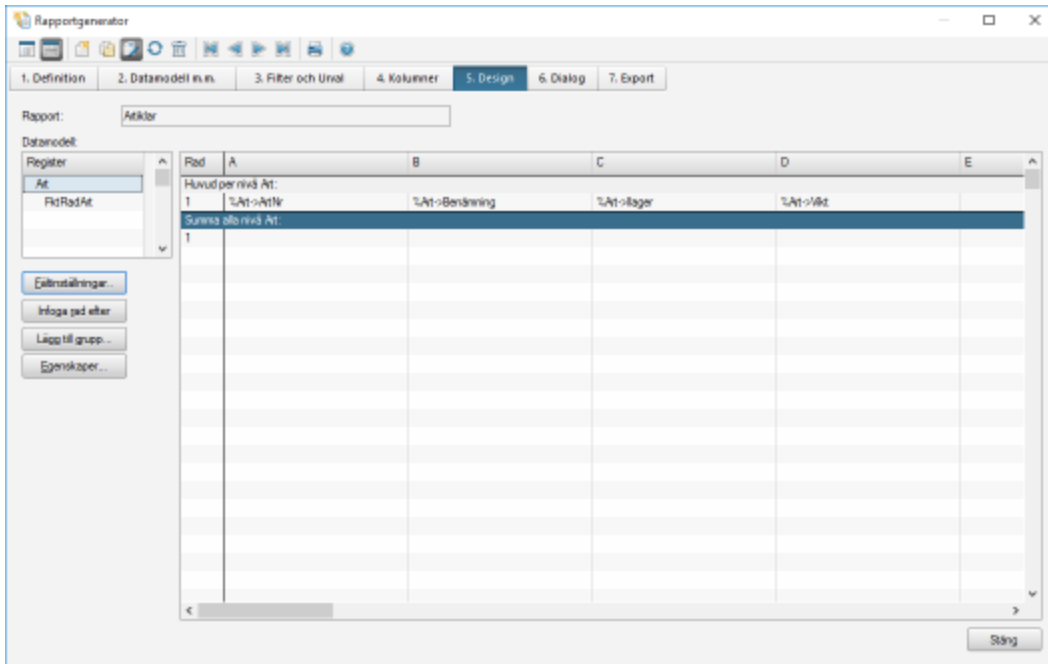 Rapportgenerator
1. Definition 2. Datamodell m.m. 3. Filter och Urval 4. Kolumner 5. Design 6. Dialog 7. Export
Rapport: Artiklar
Datamodell:
Register
Art
FktRadArt
Rad A B C D E
Huvud per nivå Art:
1 %Art->ArtNr %Art->Benämning %Art->Ilager %Art->Vikt
Summa alla nivå Art:
1
Fältinställningar...
Infoga rad efter
Lägg till grupp...
Egenskaper...
Stäng